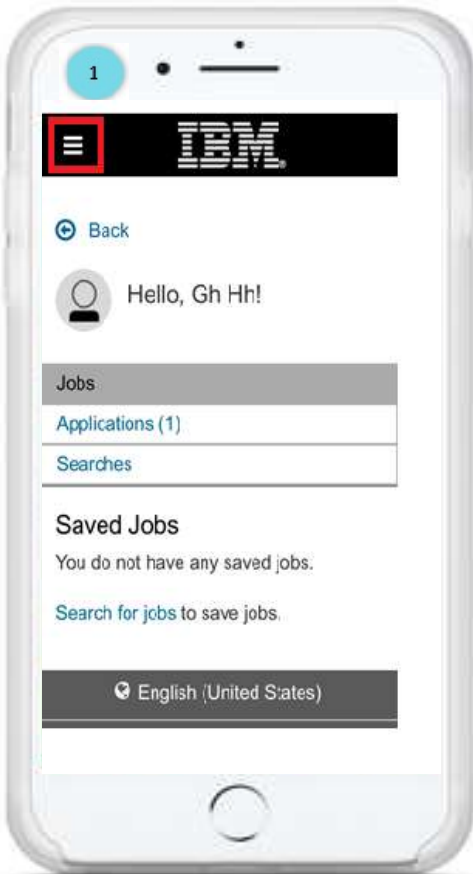 1
IBM
Back
Hello, Gh Hh!
Jobs
Applications (1)
Searches
Saved Jobs
You do not have any saved jobs.
Search for jobs to save jobs.
English (United States)